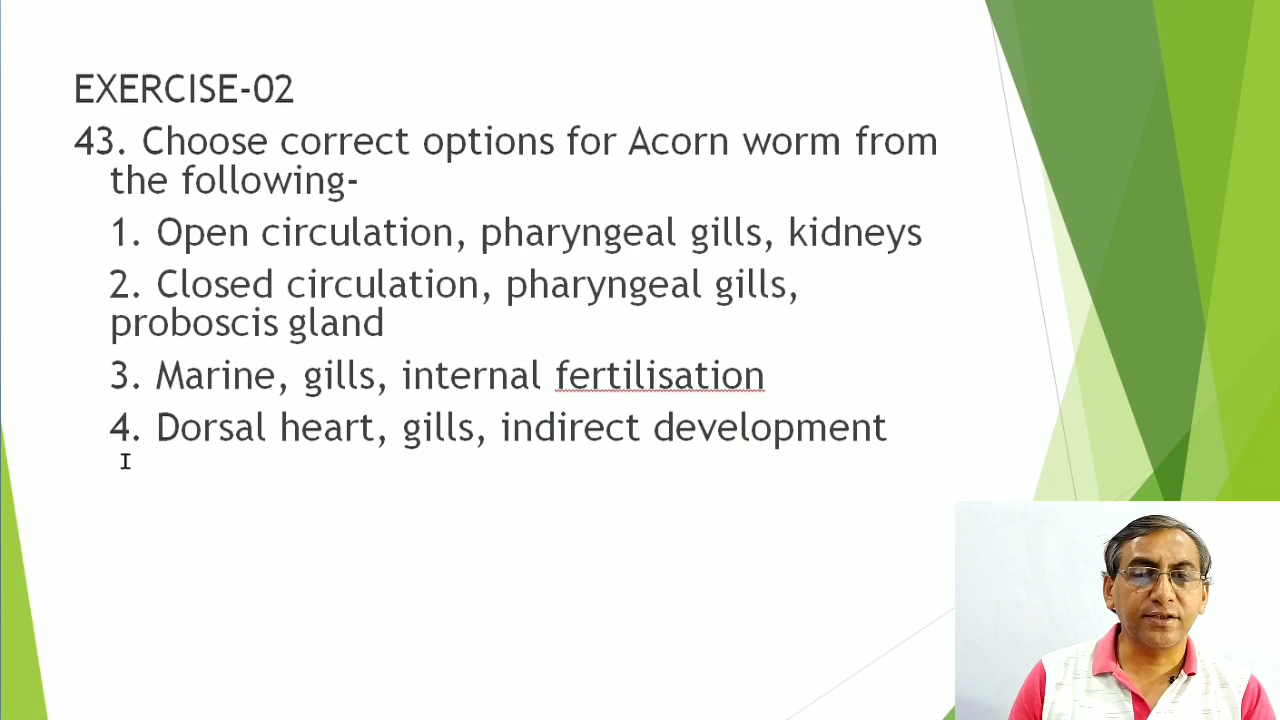 EXERCISE-02
43. Choose correct options for Acorn worm from
the following-
1. Open circulation, pharyngeal gills, kidneys
2. Closed circulation, pharyngeal gills,
proboscis gland
3. Marine, gills, internal fertilisation
4. Dorsal heart, gills, indirect development